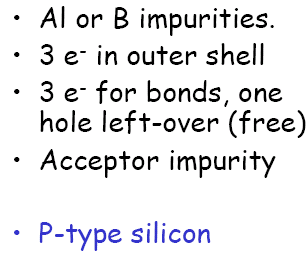 • Al or B impurities.
• 3 e- in outer shell
• 3 e- for bonds, one
hole left-over (free)
• Acceptor impurity
• P-type silicon